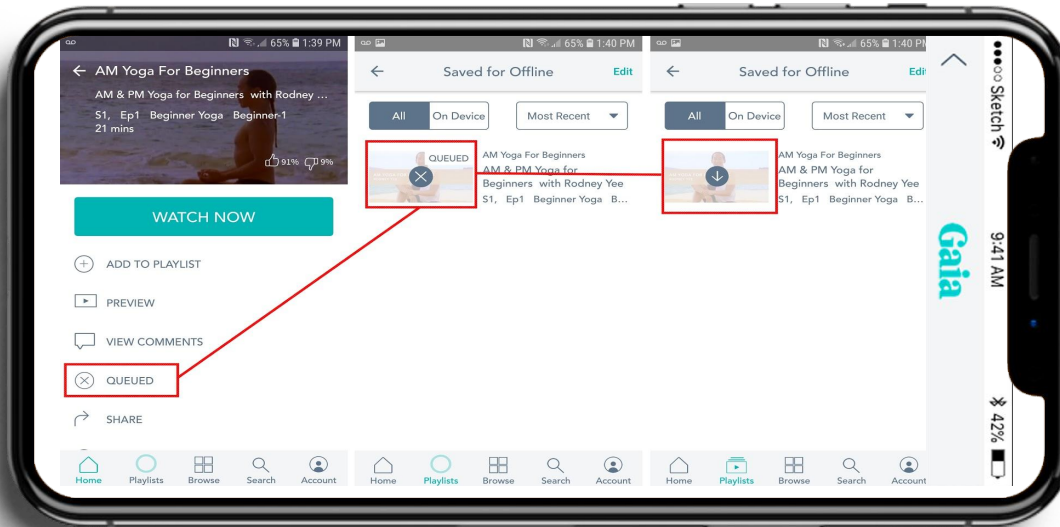 65% 1:39 PM
AM Yoga For Beginners
AM & PM Yoga for Beginners with Rodney ...
S1, Ep1 Beginner Yoga Beginner-1
21 mins
91% 9%
WATCH NOW
ADD TO PLAYLIST
PREVIEW
VIEW COMMENTS
QUEUED
SHARE
Home Playlists Browse Search Account
65% 1:40 PM
Saved for Offline Edit
All On Device Most Recent
QUEUED
AM Yoga For Beginners
AM & PM Yoga for
Beginners with Rodney Yee
S1, Ep1 Beginner Yoga B...
Home Playlists Browse Search Account
65% 1:40 PM
Saved for Offline Edit
All On Device Most Recent
AM Yoga For Beginners
AM & PM Yoga for
Beginners with Rodney Yee
S1, Ep1 Beginner Yoga B...
Home Playlists Browse Search Account
Gaia
Sketch 9:41 AM 42%